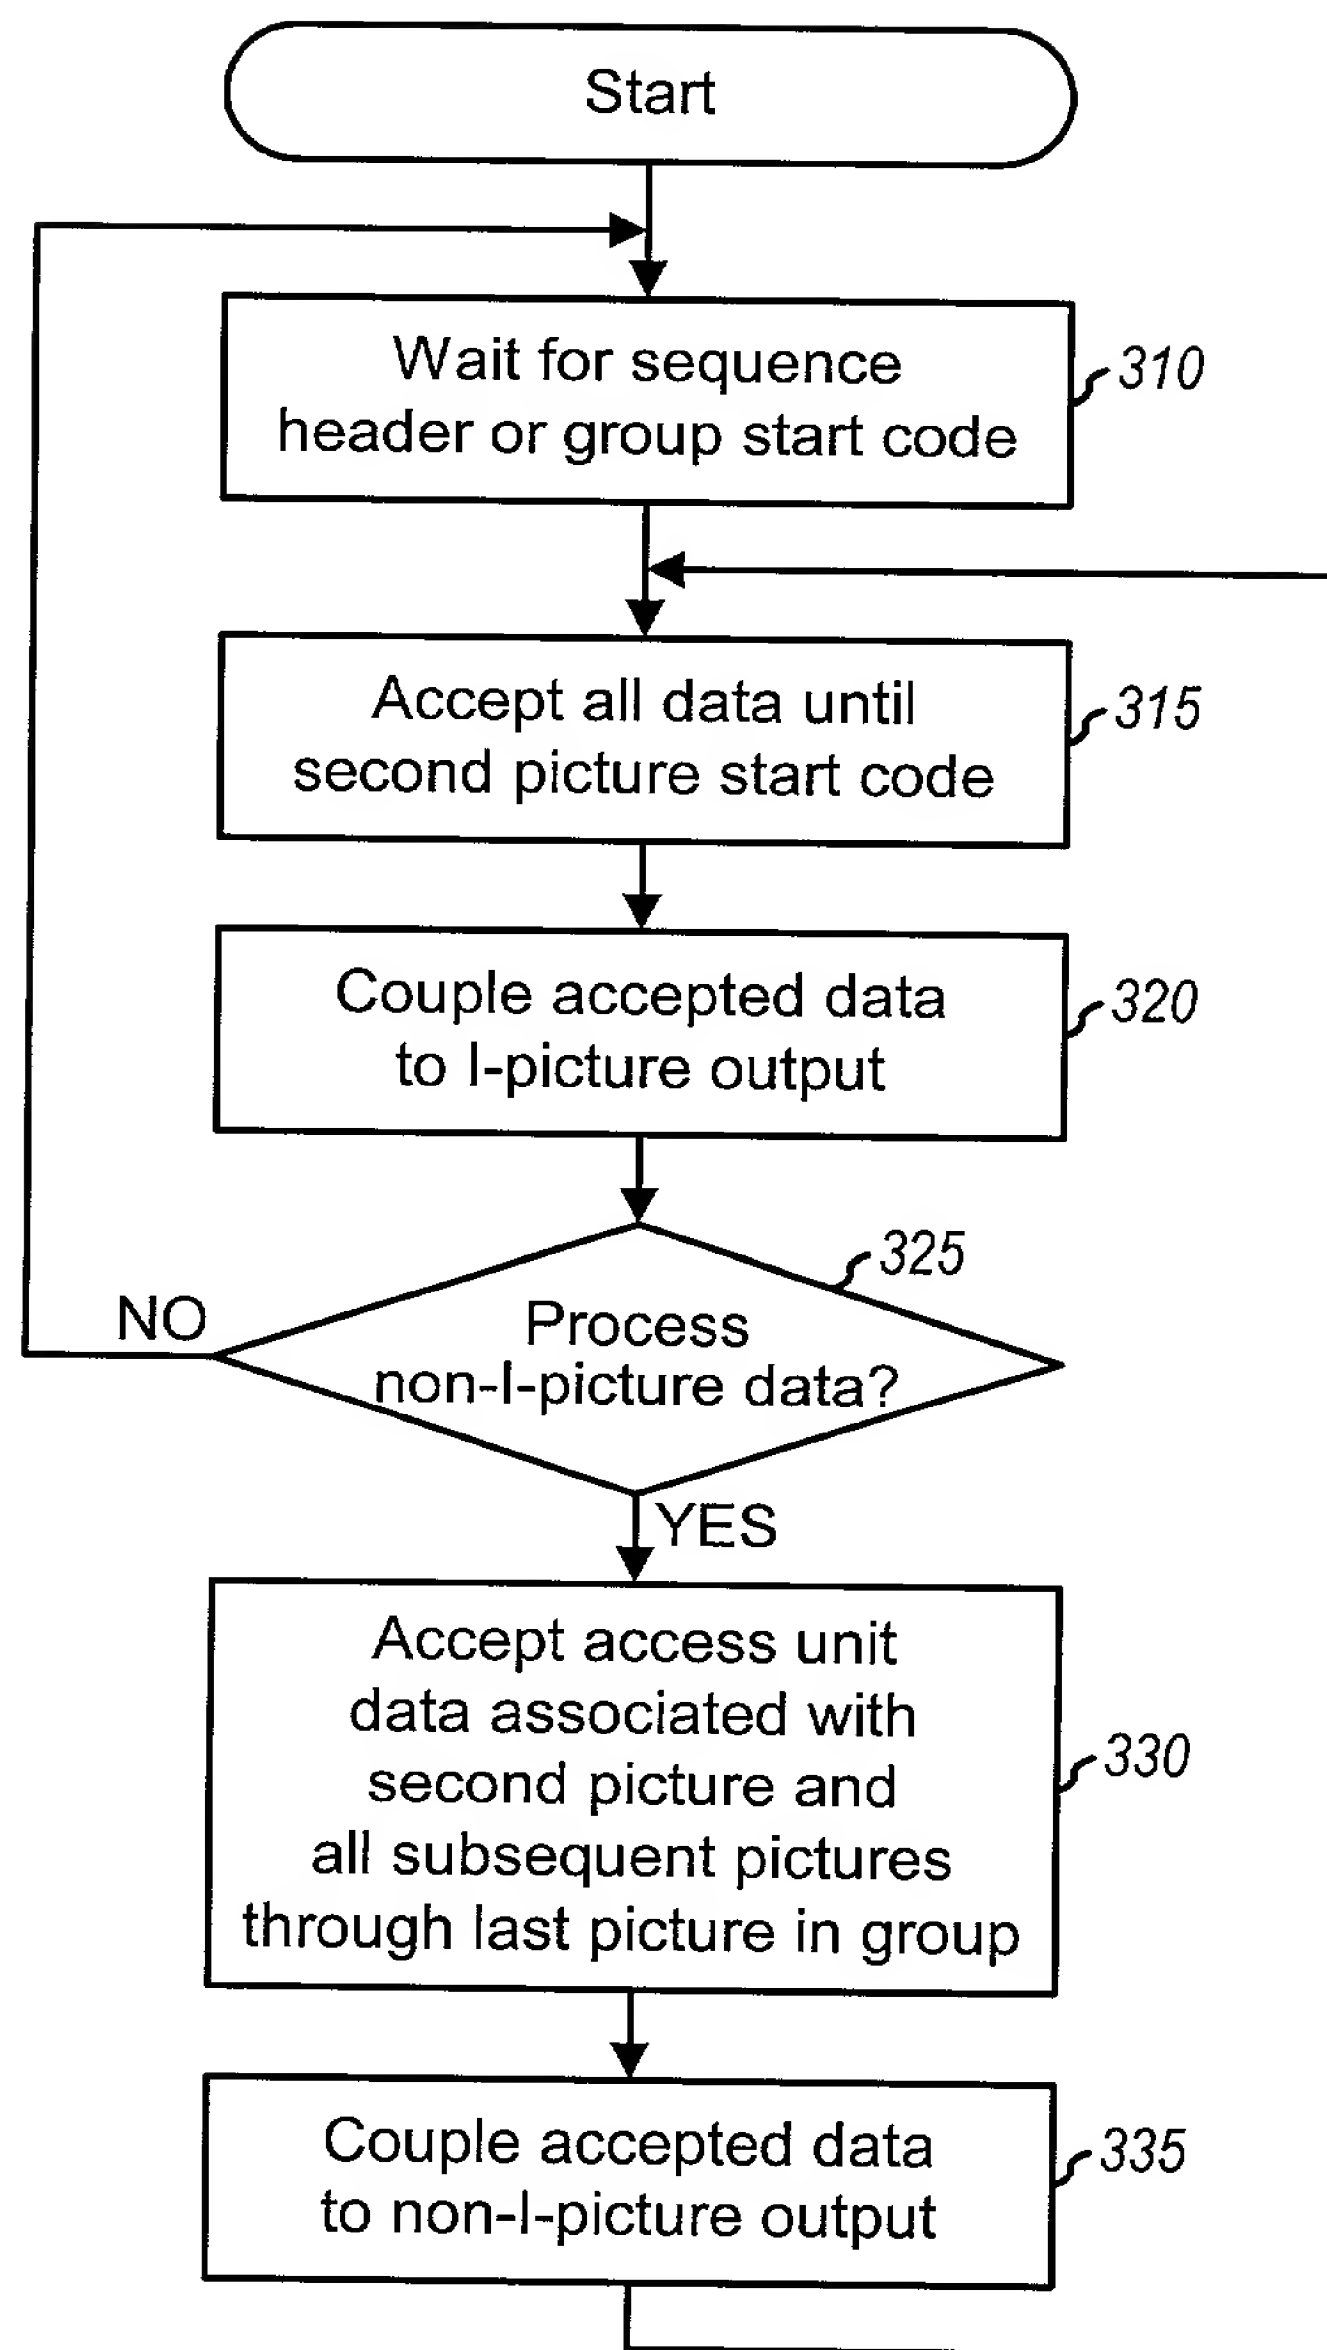 Start
Wait for sequence
header or group start code
310
Accept all data until
second picture start code
315
Couple accepted data
to I-picture output
320
325
NO
Process
non-I-picture data?
YES
Accept access unit
data associated with
second picture and
all subsequent pictures
through last picture in group
330
Couple accepted data
to non-I-picture output
335